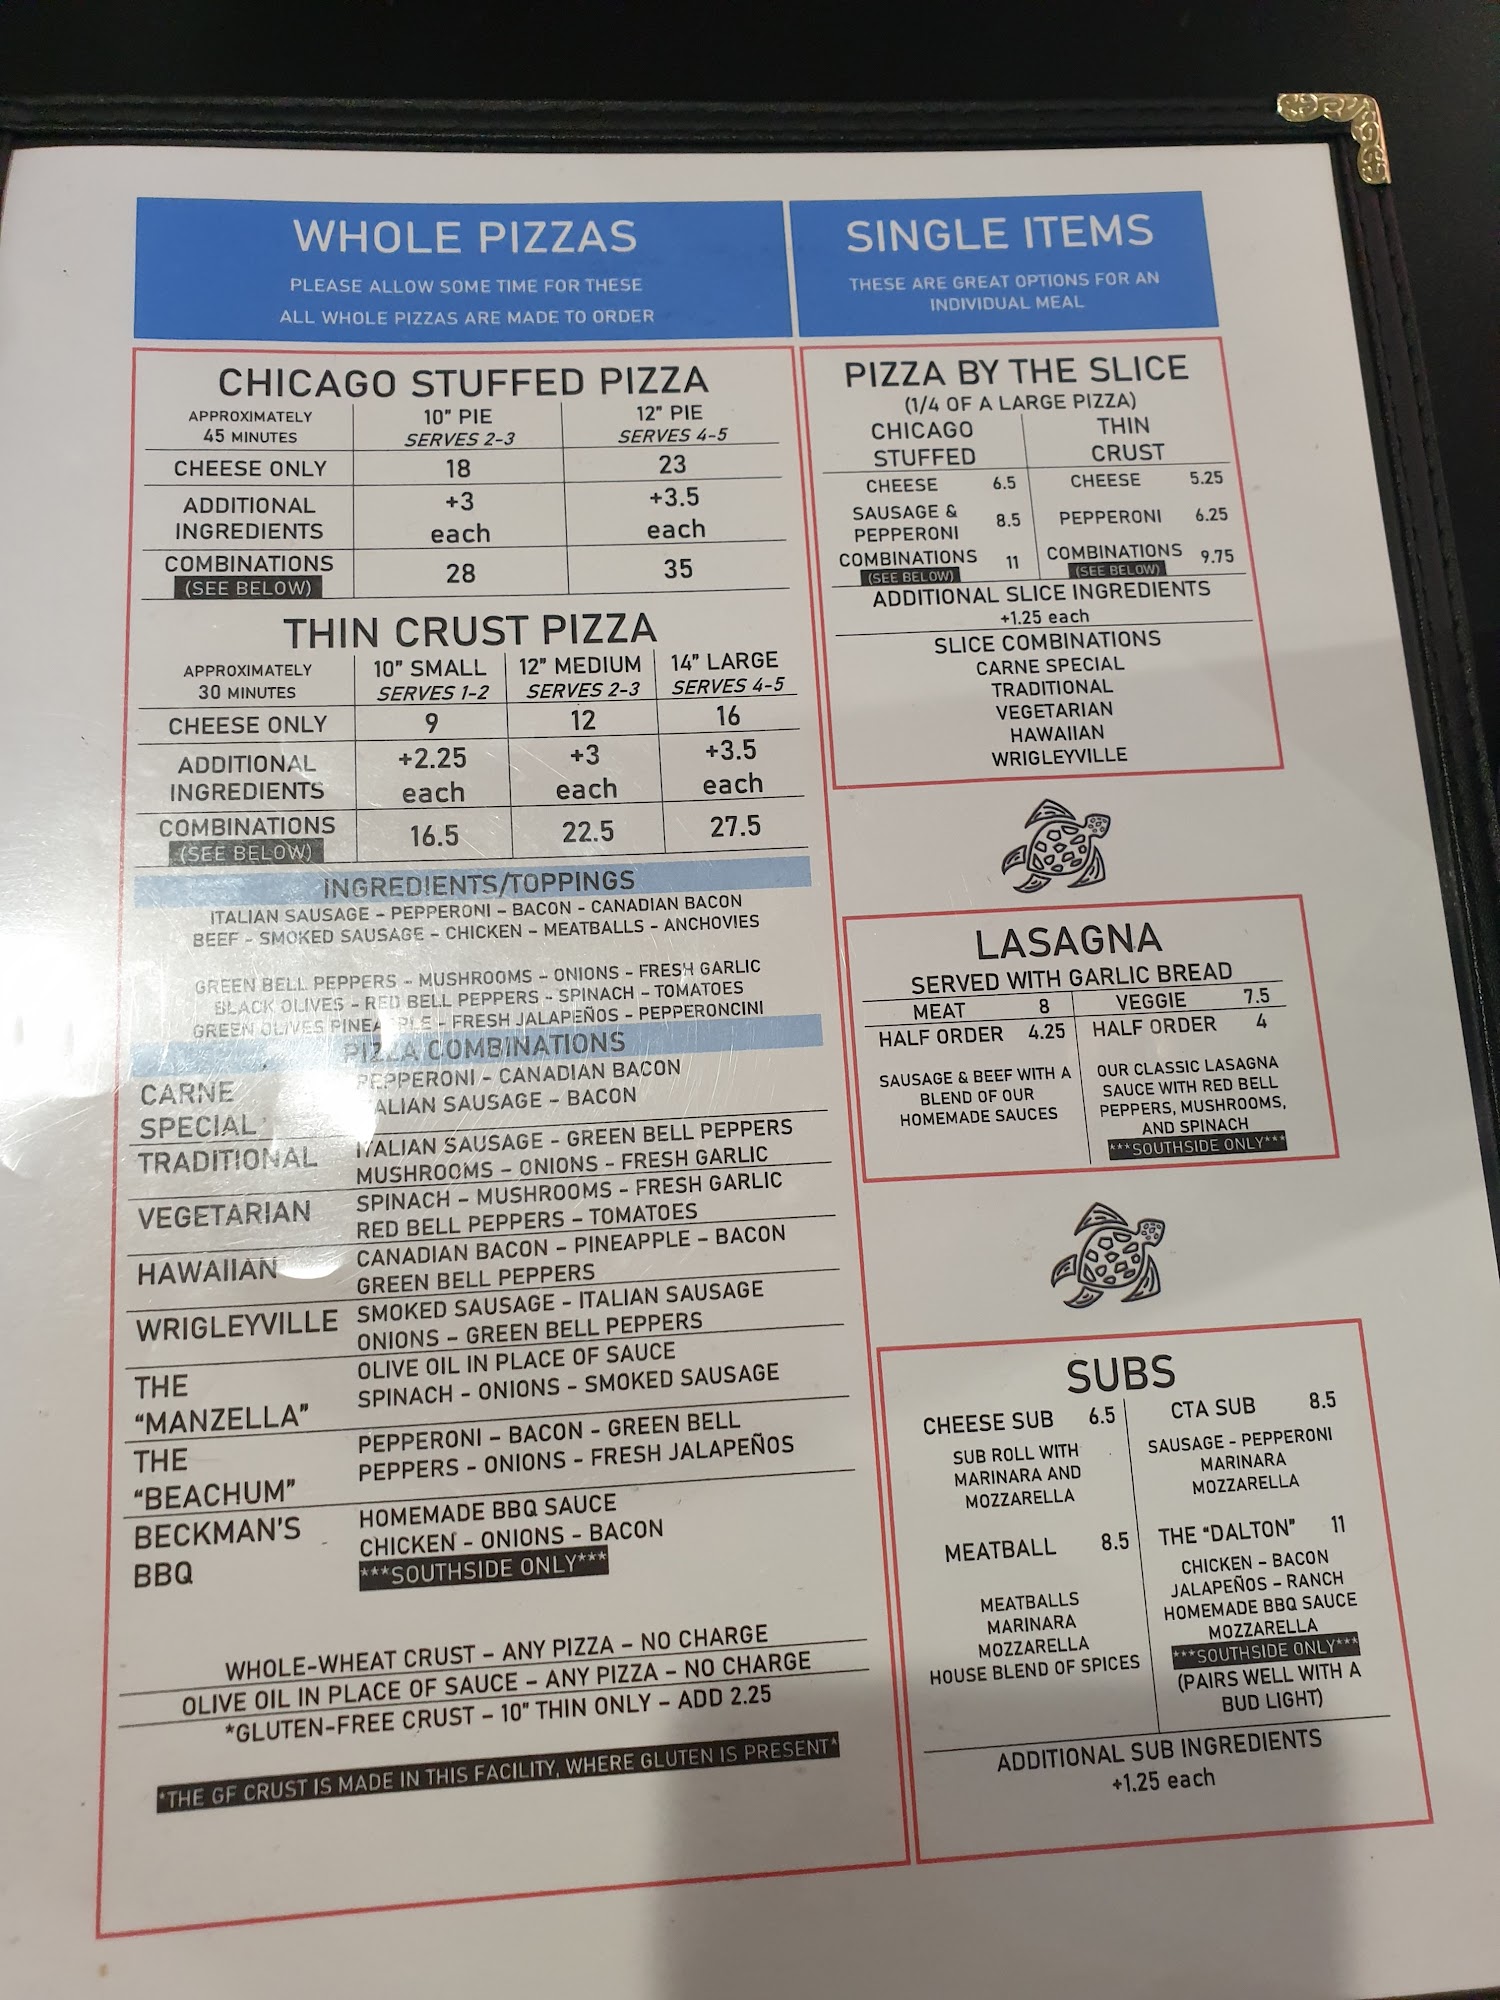 WHOLE PIZZAS
PLEASE ALLOW SOME TIME FOR THESE
ALL WHOLE PIZZAS ARE MADE TO ORDER
CHICAGO STUFFED PIZZA
APPROXIMATELY 45 MINUTES
10" PIE SERVES 2-3
12" PIE SERVES 4-5
CHEESE ONLY 18 23
ADDITIONAL INGREDIENTS +3 each +3.5 each
COMBINATIONS (SEE BELOW) 28 35
THIN CRUST PIZZA
APPROXIMATELY 30 MINUTES
10" SMALL SERVES 1-2
12" MEDIUM SERVES 2-3
14" LARGE SERVES 4-5
CHEESE ONLY 9 12 16
ADDITIONAL INGREDIENTS +2.25 each +3 each +3.5 each
COMBINATIONS (SEE BELOW) 16.5 22.5 27.5
INGREDIENTS/TOPPINGS
ITALIAN SAUSAGE – PEPPERONI – BACON - CANADIAN BACON
BEEF - SMOKED SAUSAGE – CHICKEN – MEATBALLS – ANCHOVIES
GREEN BELL PEPPERS – MUSHROOMS – ONIONS – FRESH GARLIC
BLACK OLIVES – RED BELL PEPPERS - SPINACH – TOMATOES
GREEN OLIVES PINEAPPLE – FRESH JALAPEÑOS - PEPPERONCINI
PIZZA COMBINATIONS
CARNE SPECIAL
PEPPERONI - CANADIAN BACON
ITALIAN SAUSAGE – BACON
TRADITIONAL
ITALIAN SAUSAGE – GREEN BELL PEPPERS
MUSHROOMS – ONIONS – FRESH GARLIC
VEGETARIAN
SPINACH – MUSHROOMS – FRESH GARLIC
RED BELL PEPPERS – TOMATOES
HAWAIIAN
CANADIAN BACON – PINEAPPLE – BACON
GREEN BELL PEPPERS
WRIGLEYVILLE
SMOKED SAUSAGE - ITALIAN SAUSAGE
ONIONS – GREEN BELL PEPPERS
THE "MANZELLA"
OLIVE OIL IN PLACE OF SAUCE
SPINACH – ONIONS – SMOKED SAUSAGE
THE "BEACHUM"
PEPPERONI – BACON – GREEN BELL
PEPPERS – ONIONS – FRESH JALAPEÑOS
BECKMAN'S BBQ
HOMEMADE BBQ SAUCE
CHICKEN - ONIONS - BACON
***SOUTHSIDE ONLY***
WHOLE-WHEAT CRUST – ANY PIZZA – NO CHARGE
OLIVE OIL IN PLACE OF SAUCE – ANY PIZZA – NO CHARGE
*GLUTEN-FREE CRUST – 10" THIN ONLY – ADD 2.25
*THE GF CRUST IS MADE IN THIS FACILITY, WHERE GLUTEN IS PRESENT*
SINGLE ITEMS
THESE ARE GREAT OPTIONS FOR AN
INDIVIDUAL MEAL
PIZZA BY THE SLICE
(1/4 OF A LARGE PIZZA)
CHICAGO STUFFED
THIN CRUST
CHEESE 6.5 CHEESE 5.25
SAUSAGE & PEPPERONI 8.5 PEPPERONI 6.25
COMBINATIONS (SEE BELOW) 11 COMBINATIONS (SEE BELOW) 9.75
ADDITIONAL SLICE INGREDIENTS
+1.25 each
SLICE COMBINATIONS
CARNE SPECIAL
TRADITIONAL
VEGETARIAN
HAWAIIAN
WRIGLEYVILLE
LASAGNA
SERVED WITH GARLIC BREAD
MEAT 8 VEGGIE 7.5
HALF ORDER 4.25 HALF ORDER 4
SAUSAGE & BEEF WITH A
BLEND OF OUR
HOMEMADE SAUCES
OUR CLASSIC LASAGNA
SAUCE WITH RED BELL
PEPPERS, MUSHROOMS,
AND SPINACH
***SOUTHSIDE ONLY***
SUBS
CHEESE SUB 6.5
SUB ROLL WITH
MARINARA AND
MOZZARELLA
CTA SUB 8.5
SAUSAGE - PEPPERONI
MARINARA
MOZZARELLA
MEATBALL 8.5
MEATBALLS
MARINARA
MOZZARELLA
HOUSE BLEND OF SPICES
THE "DALTON" 11
CHICKEN – BACON
JALAPEÑOS – RANCH
HOMEMADE BBQ SAUCE
MOZZARELLA
***SOUTHSIDE ONLY***
(PAIRS WELL WITH A
BUD LIGHT)
ADDITIONAL SUB INGREDIENTS
+1.25 each